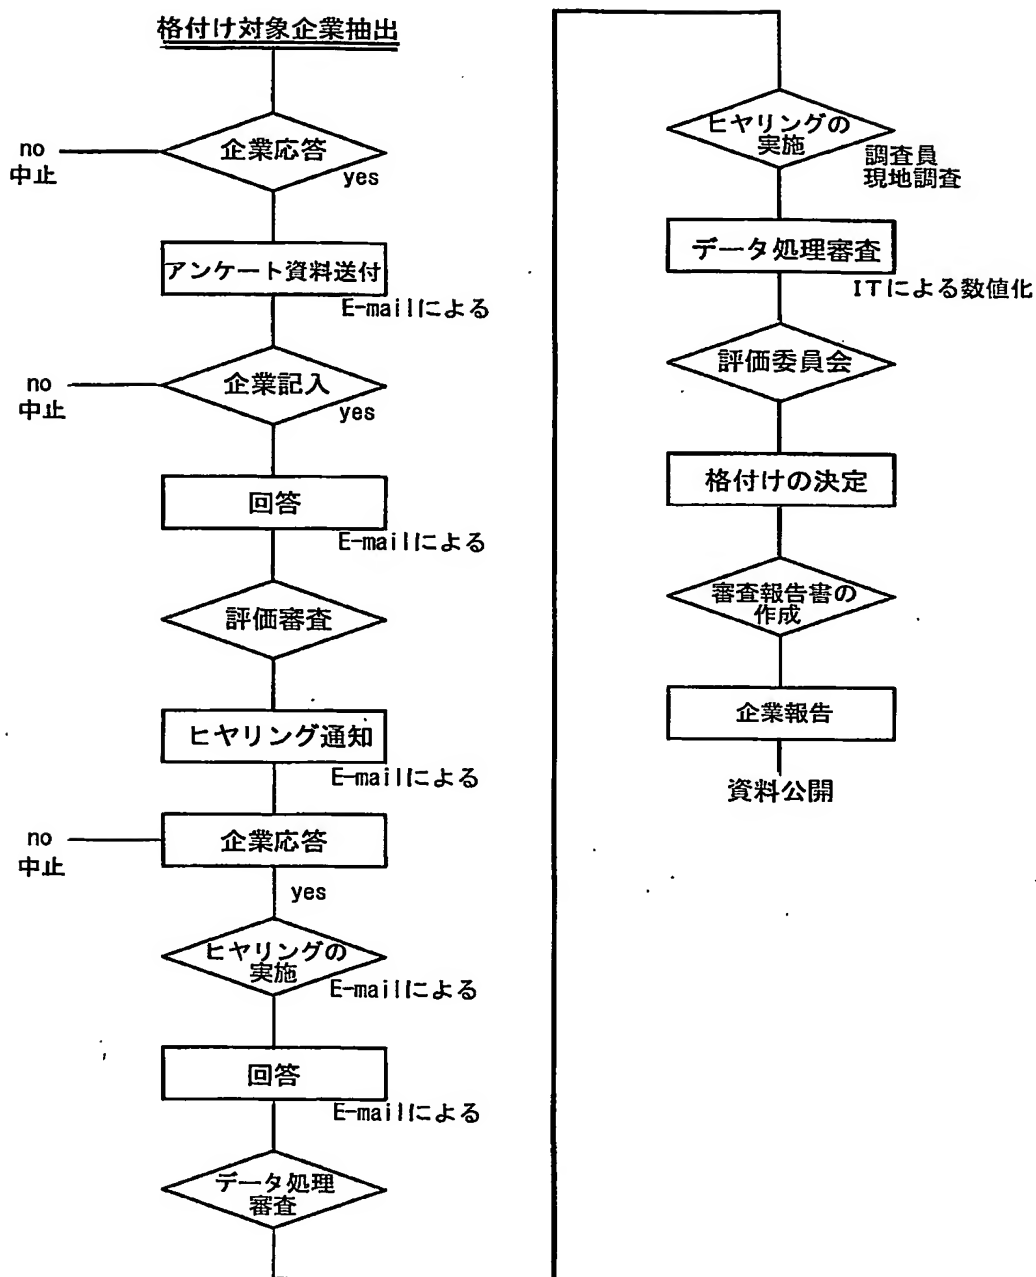 格付け対象企業抽出
企業応答
no
中止
yes
アンケート資料送付
E-mailによる
企業記入
no
中止
yes
回答
E-mailによる
評価審査
ヒヤリング通知
E-mailによる
企業応答
no
中止
yes
ヒヤリングの
実施
E-mailによる
回答
E-mailによる
データ処理
審査
ヒヤリングの
実施
調査員
現地調査
データ処理審査
ITによる数値化
評価委員会
格付けの決定
審査報告書の
作成
企業報告
資料公開